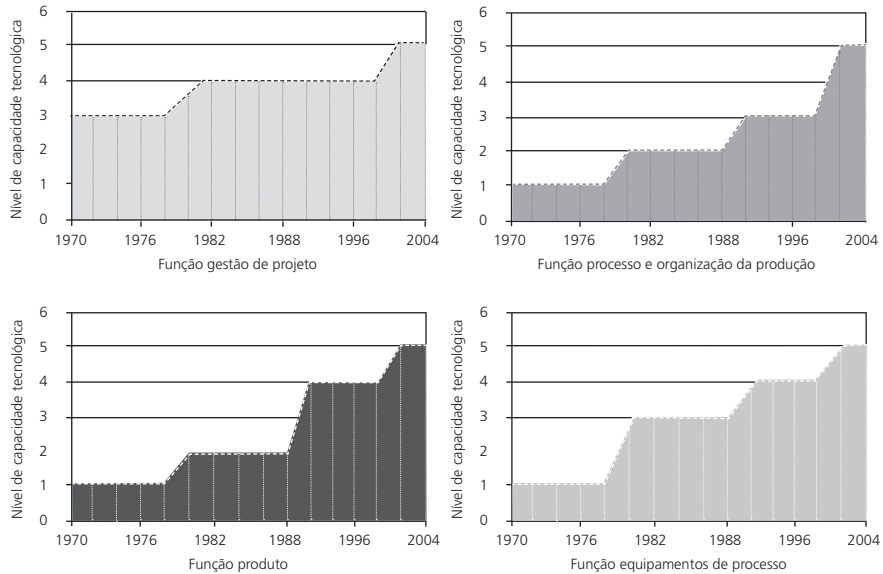 Nível de capacidade tecnológica
6
5
4
3
2
1
0
1970 1976 1982 1988 1996 2004
Função gestão de projeto
Nível de capacidade tecnológica
6
5
4
3
2
1
0
1970 1976 1982 1988 1996 2004
Função processo e organização da produção
Nível de capacidade tecnológica
6
5
4
3
2
1
0
1970 1976 1982 1988 1996 2004
Função produto
Nível de capacidade tecnológica
6
5
4
3
2
1
0
1970 1976 1982 1988 1996 2004
Função equipamentos de processo